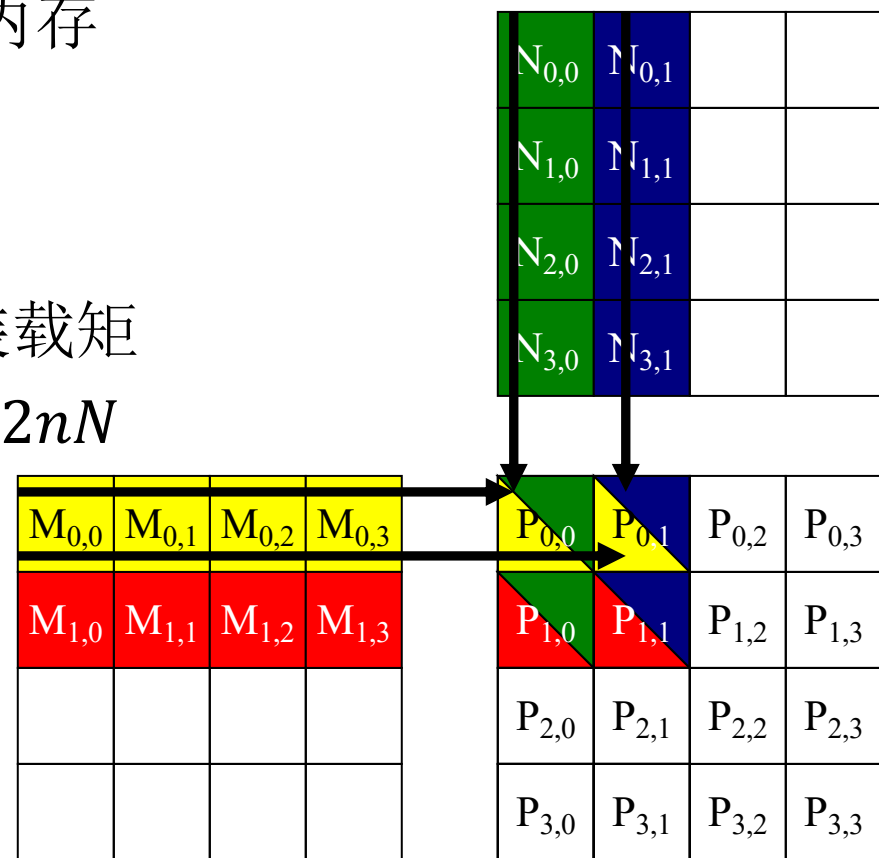 内存
装载矩
2nN
N0,0 N0,1
N1,0 N1,1
N2,0 N2,1
N3,0 N3,1
M0,0 M0,1 M0,2 M0,3
M1,0 M1,1 M1,2 M1,3
P0,0 P0,1 P0,2 P0,3
P1,0 P1,1 P1,2 P1,3
P2,0 P2,1 P2,2 P2,3
P3,0 P3,1 P3,2 P3,3